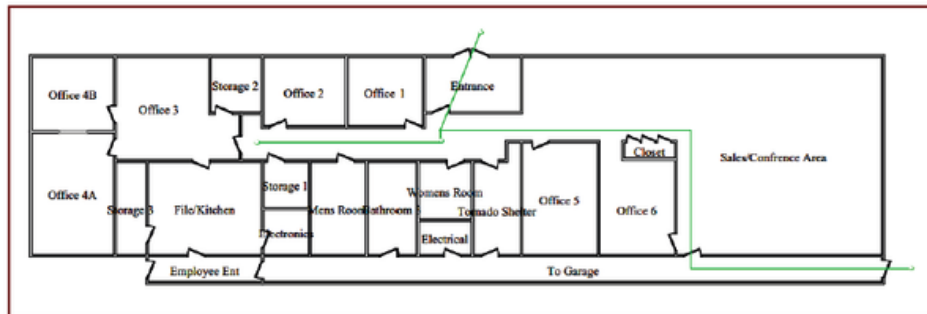 Office 4B
Office 3
Storage 2
Office 2
Office 1
Entrance
Office 4A
Storage 3
File/Kitchen
Storage 1
Electronics
Mens Room
Bathroom
Womens Room
Electrical
Tornado Shelter
Office 5
Closet
Office 6
Sales/Confrence Area
Employee Ent
To Garage